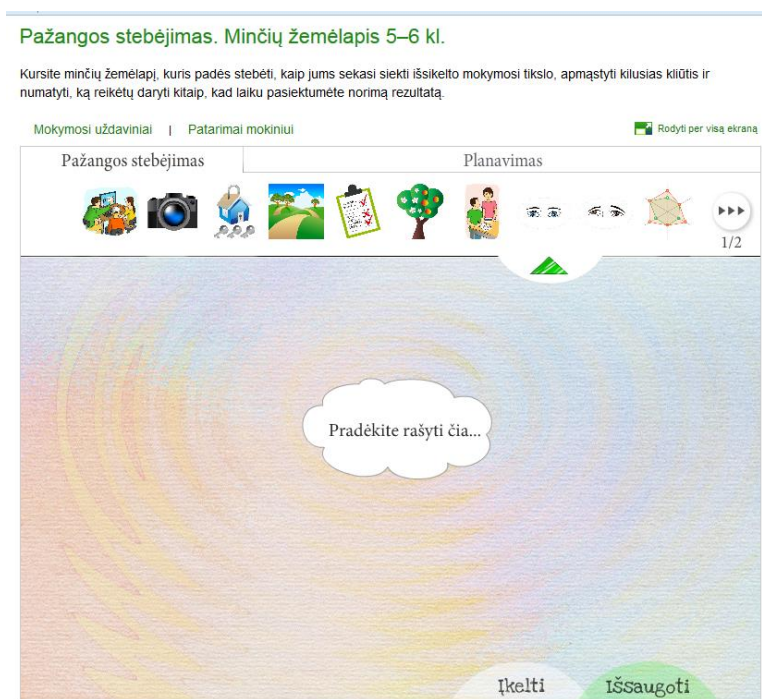 Pažangos stebėjimas. Minčių žemėlapis 5–6 kl.
Kursite minčių žemėlapį, kuris padės stebėti, kaip jums sekasi siekti išsikelto mokymosi tikslo, apmąstyti kilusias kliūtis ir
numatyti, ką reikėtų daryti kitaip, kad laiku pasiektumėte norimą rezultatą.
Mokymosi uždaviniai | Patarimai mokiniui
Rodyti per visą ekraną
Pažangos stebėjimas
Planavimas
1/2
Pradėkite rašyti čia...
Įkelti
Išsaugoti